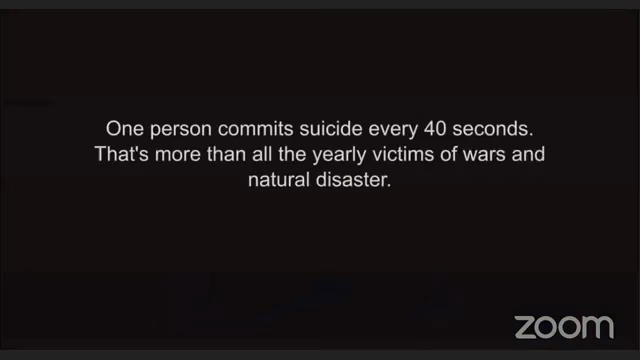 One person commits suicide every 40 seconds.
That's more than all the yearly victims of wars and
natural disaster.
zoom